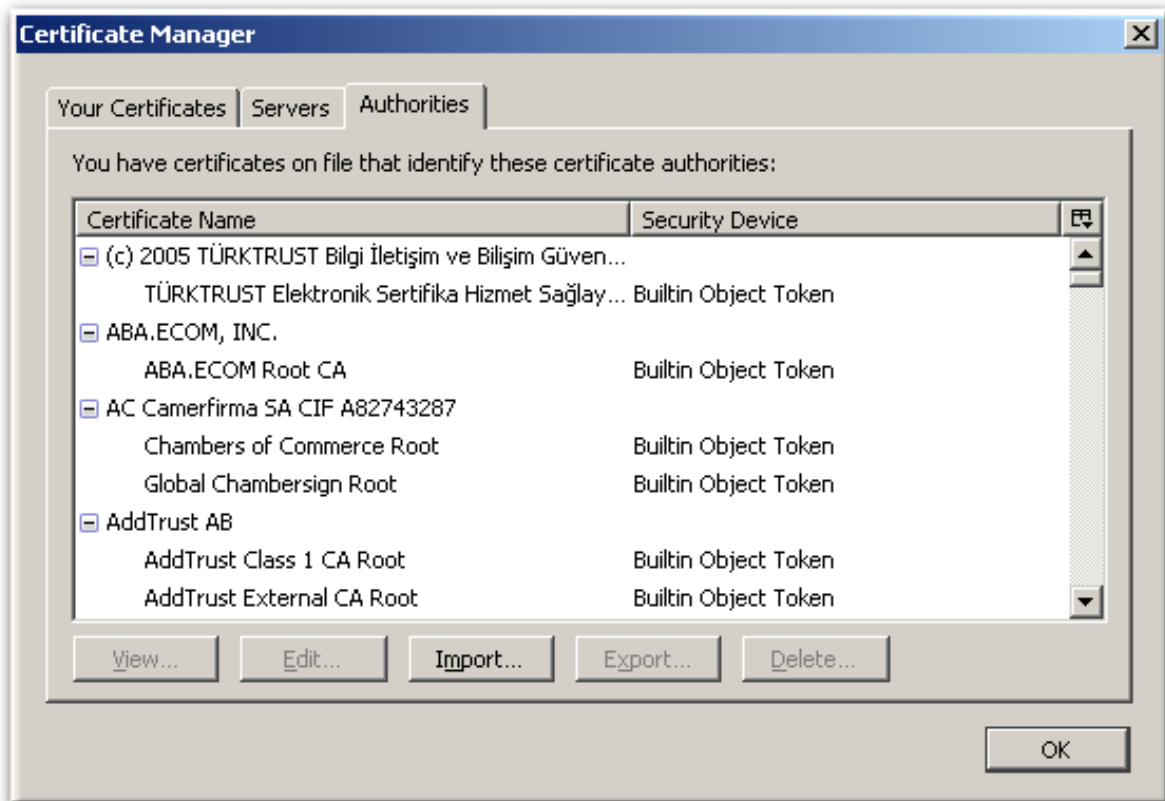 Certificate Manager
Your Certificates Servers Authorities
You have certificates on file that identify these certificate authorities:
Certificate Name Security Device
(c) 2005 TÜRKTRUST Bilgi İletişim ve Bilişim Güven...
TÜRKTRUST Elektronik Sertifika Hizmet Sağlay... Builtin Object Token
ABA.ECOM, INC.
ABA.ECOM Root CA Builtin Object Token
AC Camerfirma SA CIF A82743287
Chambers of Commerce Root Builtin Object Token
Global Chambersign Root Builtin Object Token
AddTrust AB
AddTrust Class 1 CA Root Builtin Object Token
AddTrust External CA Root Builtin Object Token
View... Edit... Import... Export... Delete...
OK